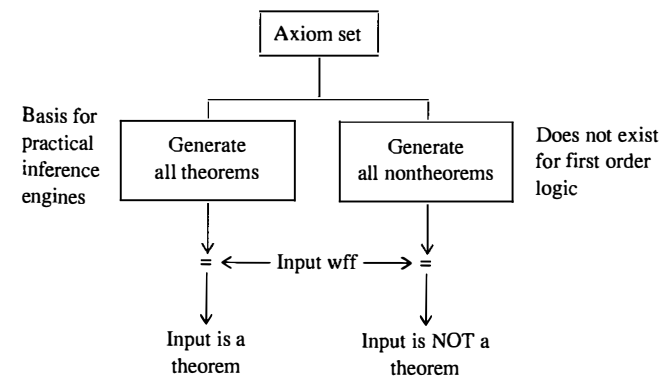 Axiom set
Basis for
practical
inference
engines
Generate
all theorems
Generate
all nontheorems
Does not exist
for first order
logic
= Input wff =
Input is a
theorem
Input is NOT a
theorem